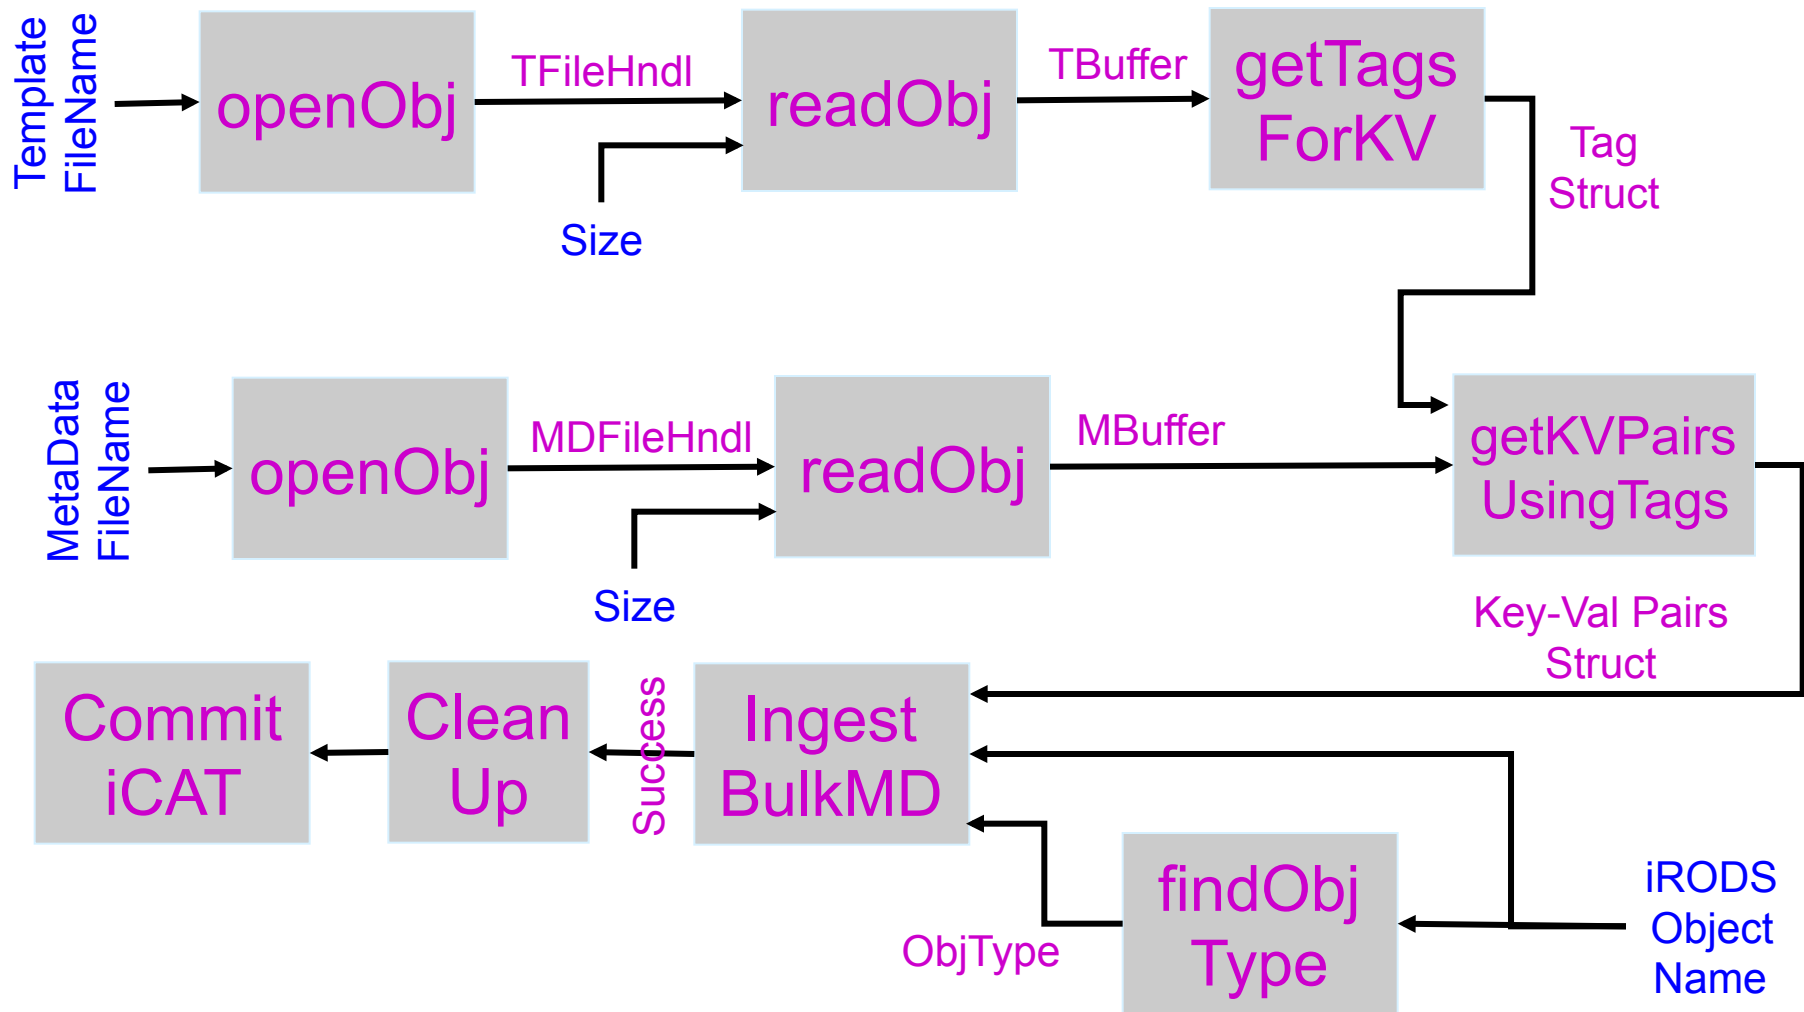 Template
FileName
openObj
TFileHndl
readObj
TBuffer
getTags
ForKV
Tag
Struct
Size
MetaData
FileName
openObj
MDFileHndl
readObj
MBuffer
getKVPairs
UsingTags
Size
Key-Val Pairs
Struct
Commit
iCAT
Clean
Up
Success
Ingest
BulkMD
ObjType
findObj
Type
iRODS
Object
Name